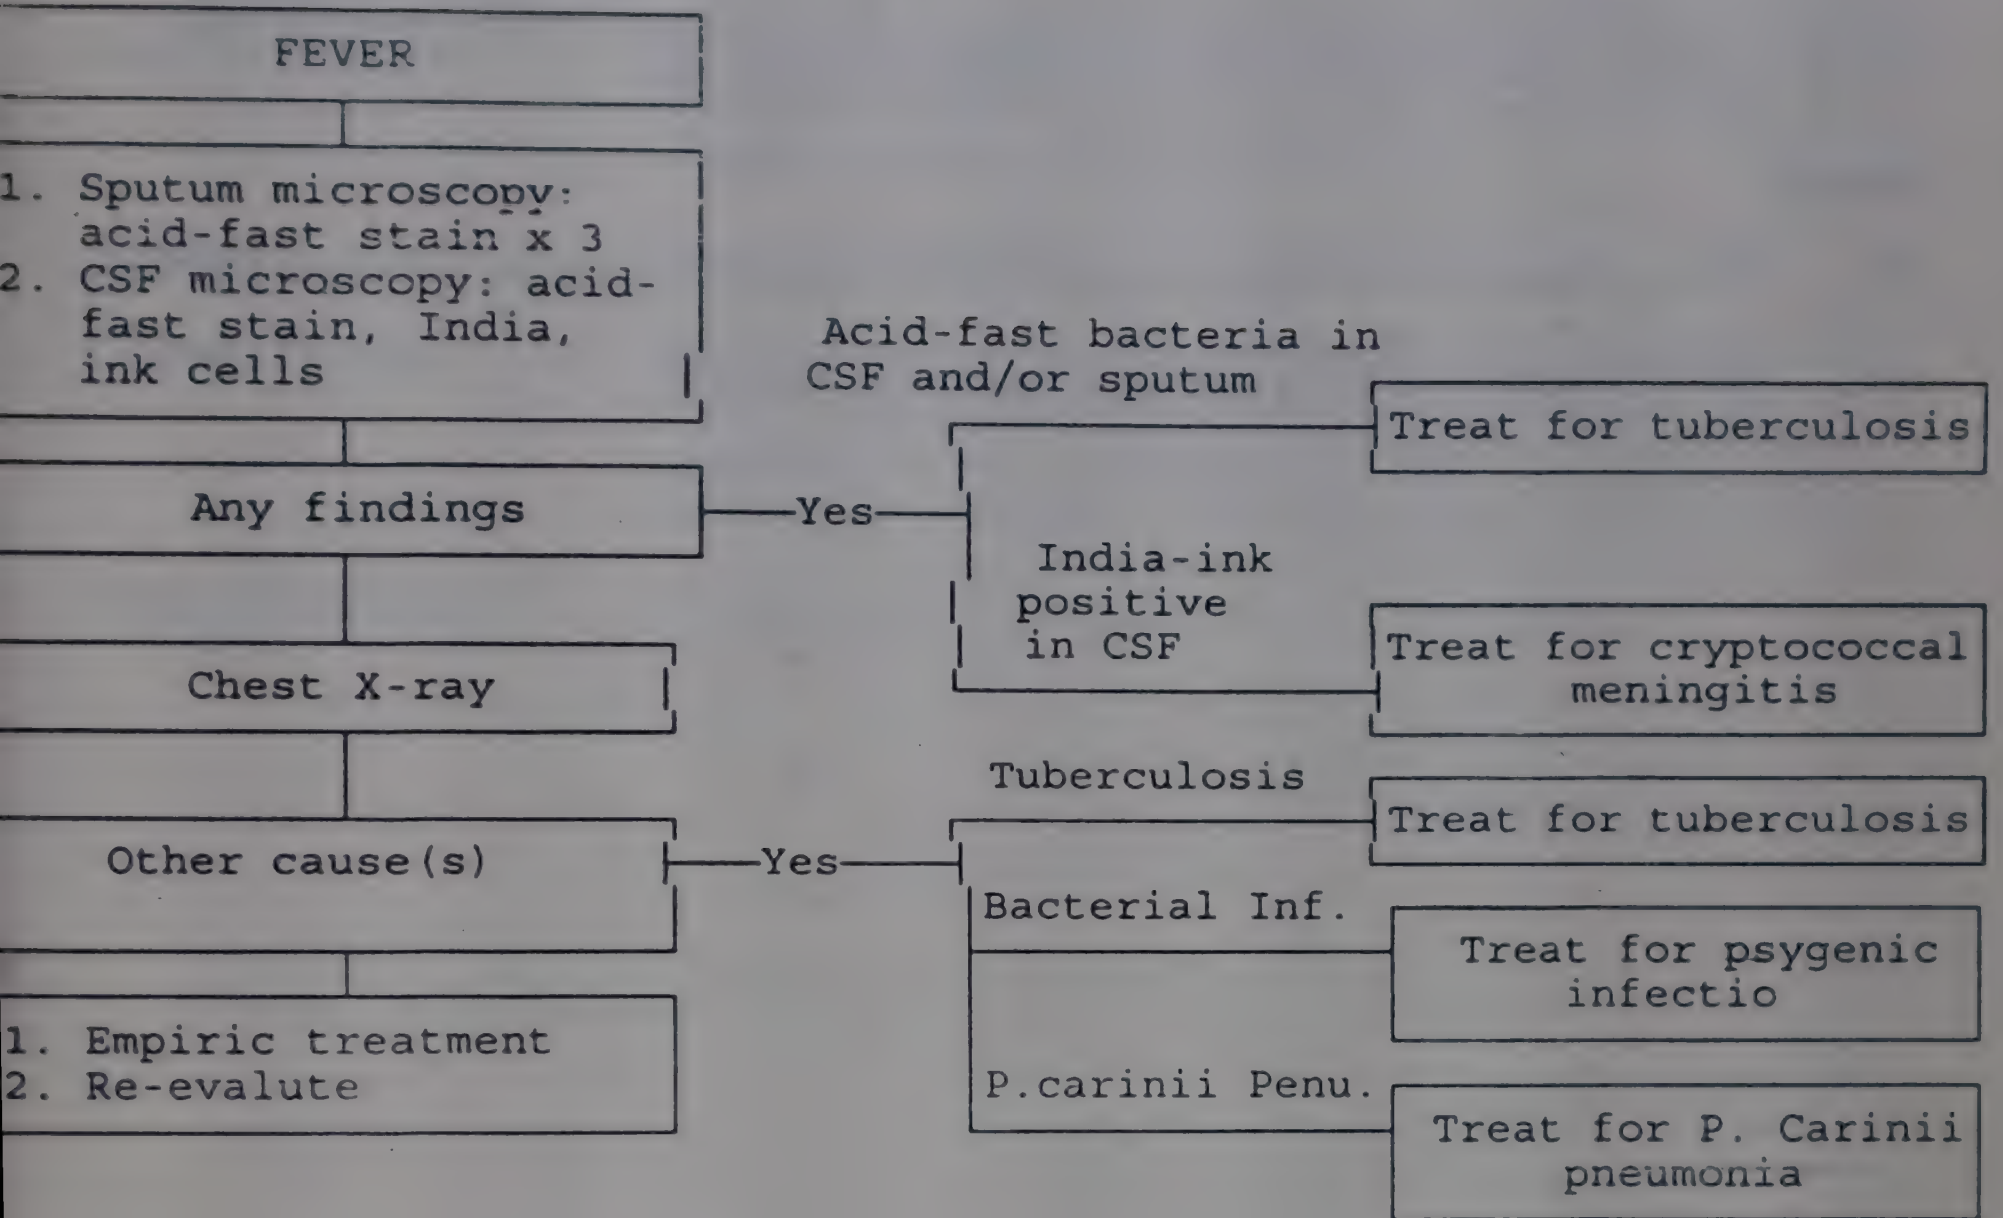 FEVER
1. Sputum microscopy:
acid-fast stain x 3
2. CSF microscopy: acid-
fast stain, India,
ink cells
Acid-fast bacteria in
CSF and/or sputum
Treat for tuberculosis
Any findings
Yes
India-ink
positive
in CSF
Treat for cryptococcal
meningitis
Chest X-ray
Tuberculosis
Treat for tuberculosis
Other cause(s)
Yes
Bacterial Inf.
Treat for psygenic
infectio
1. Empiric treatment
2. Re-evalute
P.carinii Penu.
Treat for P. Carinii
pneumonia